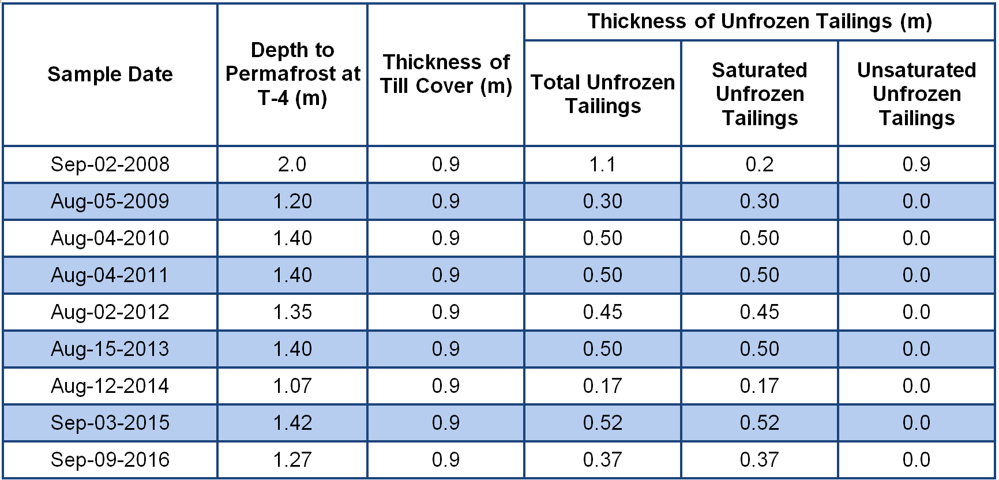 Sample Date
Depth to
Permafrost at
T-4 (m)
Thickness of
Till Cover (m)
Thickness of Unfrozen Tailings (m)
Total Unfrozen
Tailings
Saturated
Unfrozen
Tailings
Unsaturated
Unfrozen
Tailings
Sep-02-2008 2.0 0.9 1.1 0.2 0.9
Aug-05-2009 1.20 0.9 0.30 0.30 0.0
Aug-04-2010 1.40 0.9 0.50 0.50 0.0
Aug-04-2011 1.40 0.9 0.50 0.50 0.0
Aug-02-2012 1.35 0.9 0.45 0.45 0.0
Aug-15-2013 1.40 0.9 0.50 0.50 0.0
Aug-12-2014 1.07 0.9 0.17 0.17 0.0
Sep-03-2015 1.42 0.9 0.52 0.52 0.0
Sep-09-2016 1.27 0.9 0.37 0.37 0.0